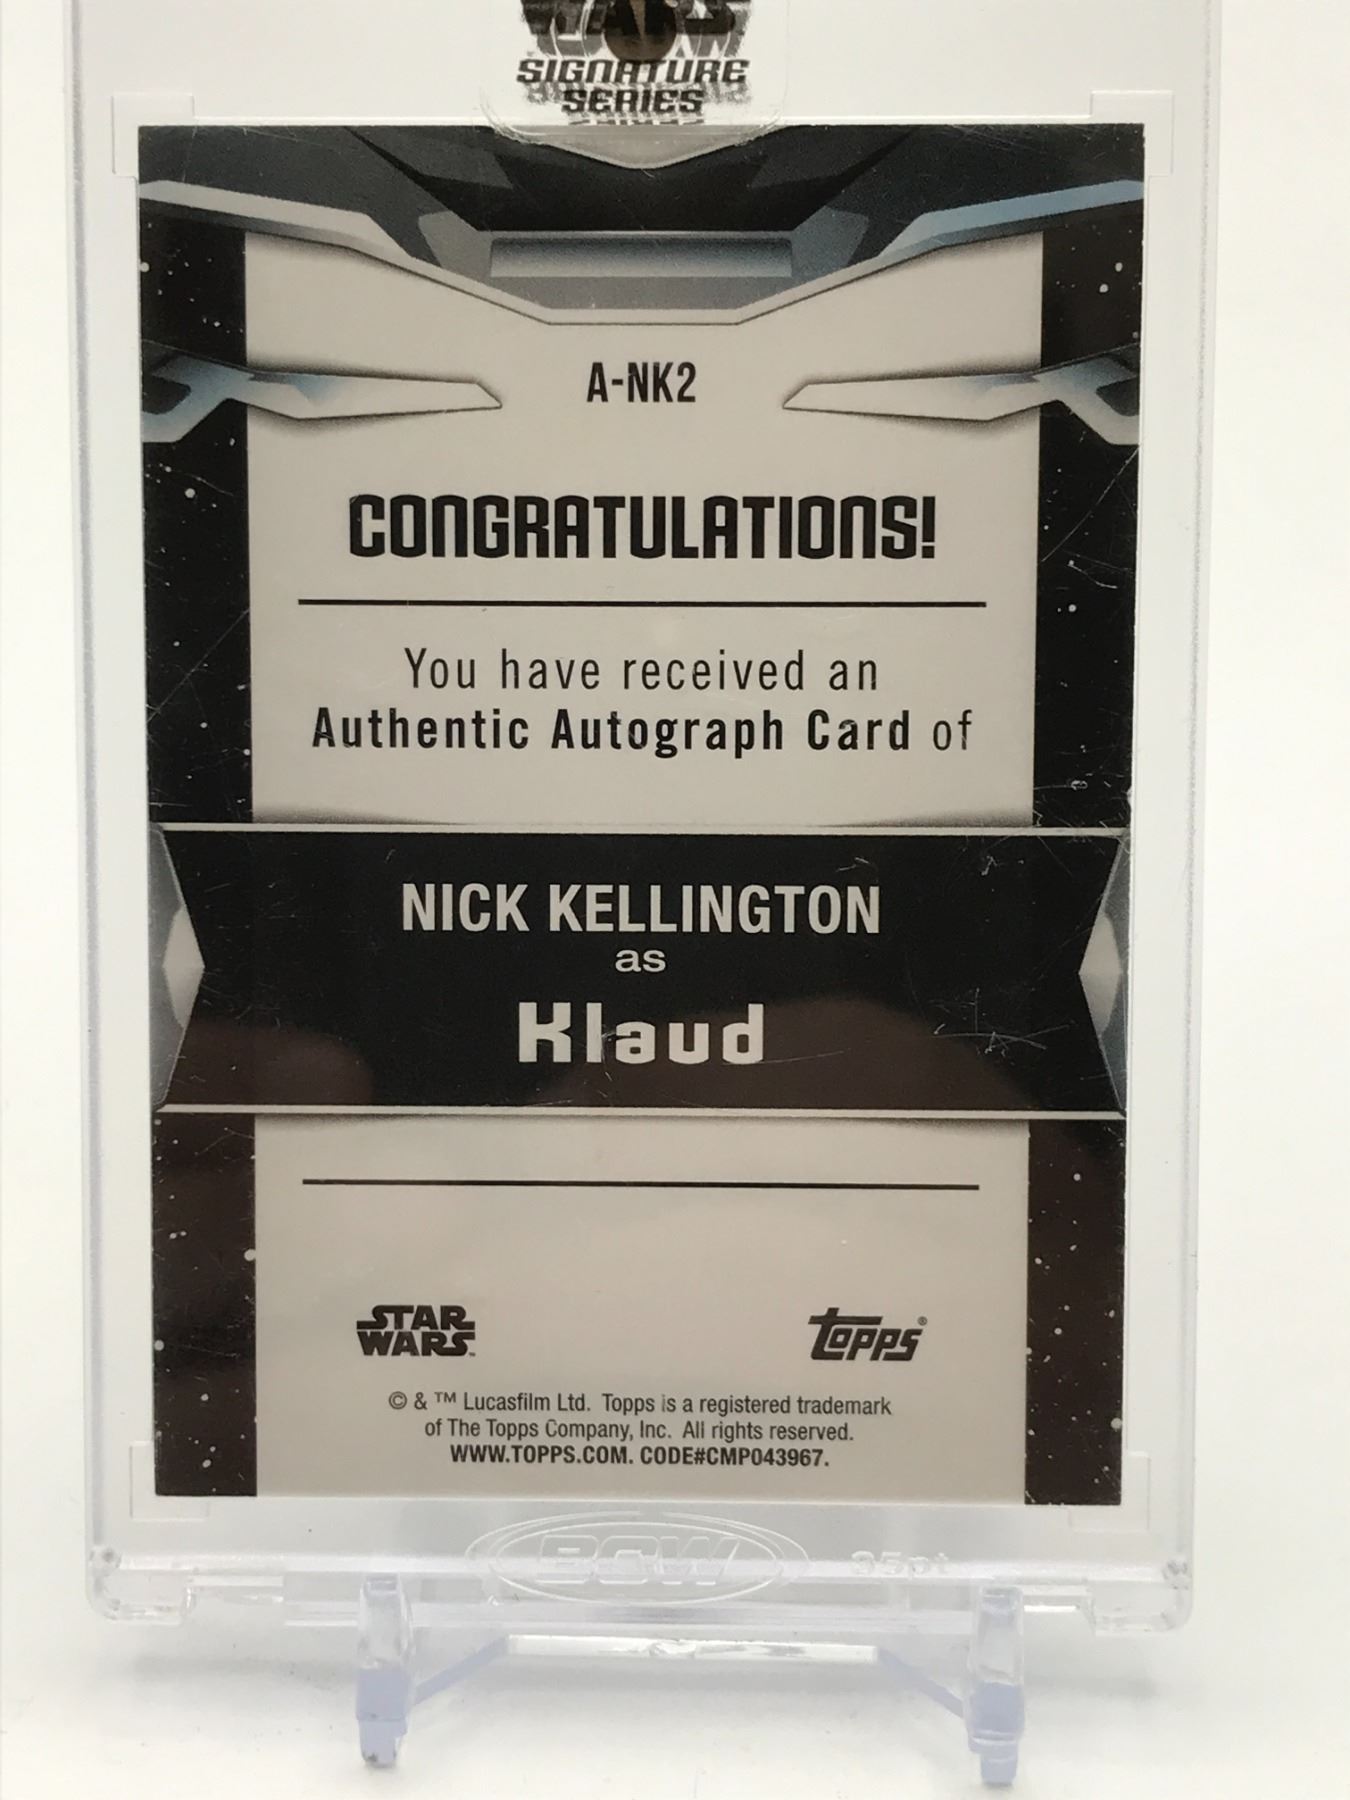 WARS
SIGNATURE
SERIES
A-NK2
CONGRATULATIONS!
You have received an
Authentic Autograph Card of
NICK KELLINGTON
as
Klaud
STAR
WARS™
topps®
© & ™ Lucasfilm Ltd. Topps is a registered trademark
of The Topps Company, Inc. All rights reserved.
WWW.TOPPS.COM. CODE#CMP043967.
BCW
35pt